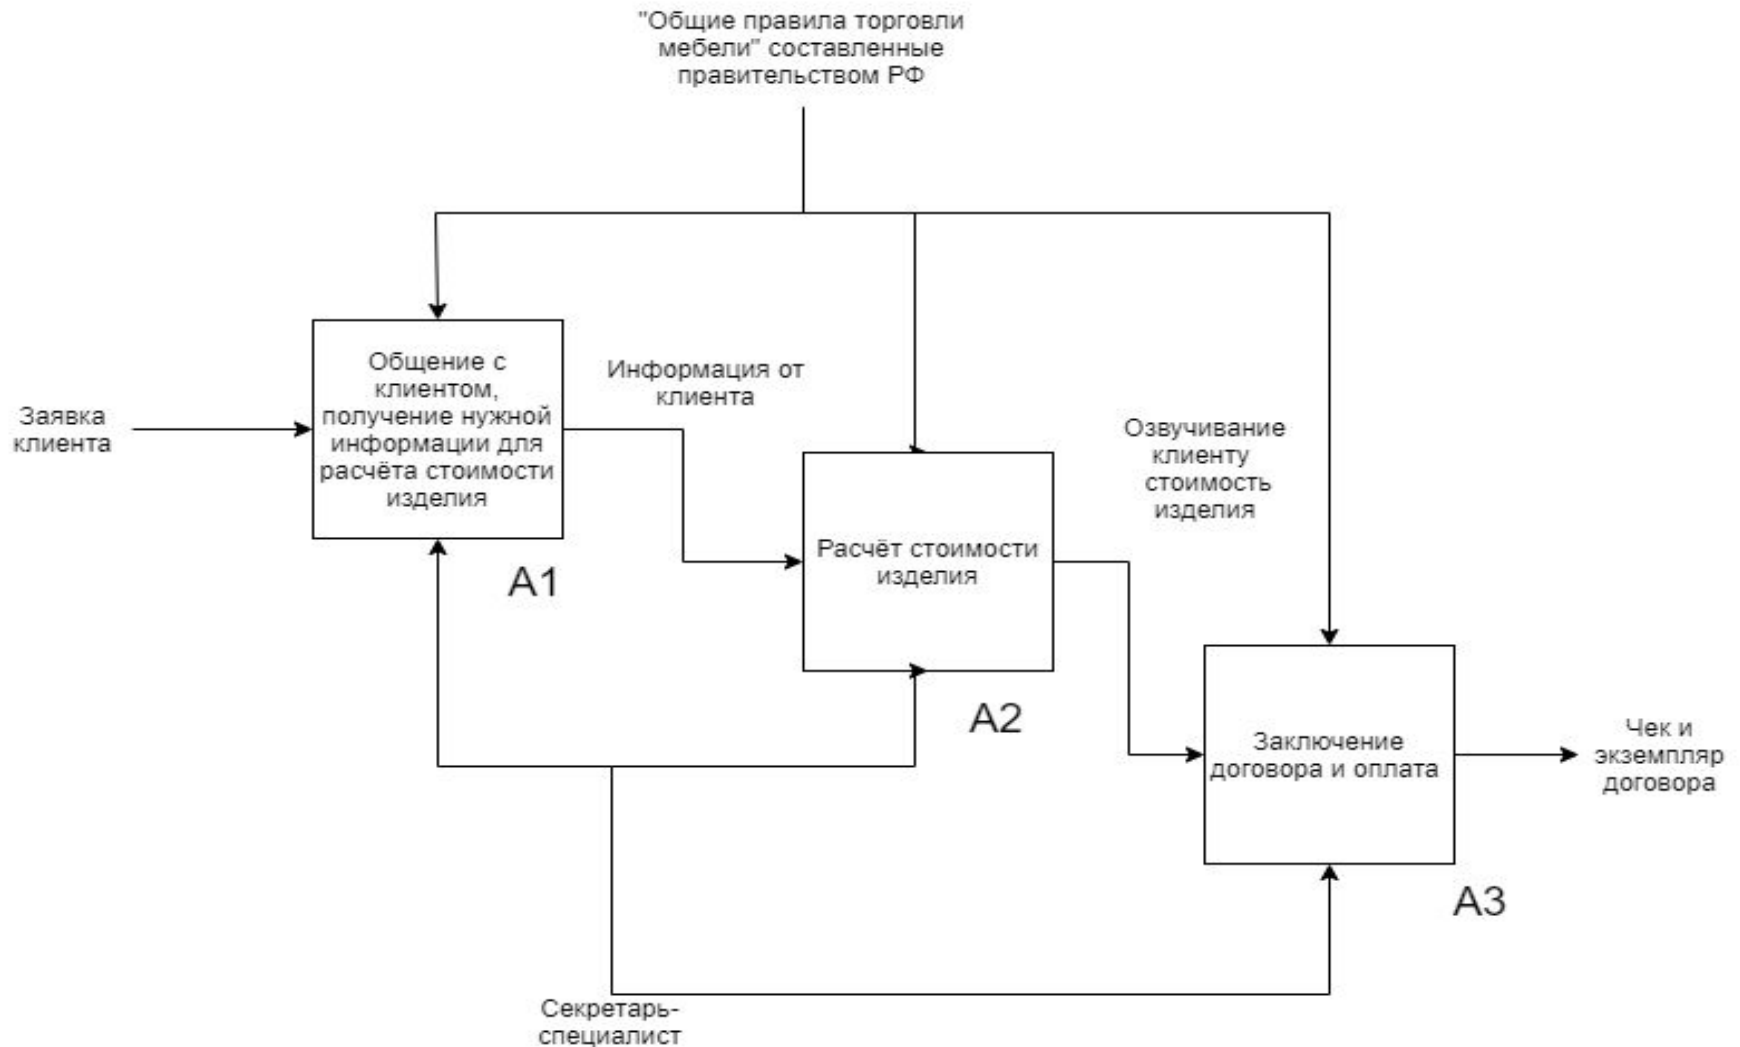 "Общие правила торговли
мебели" составленные
правительством РФ
Общение с
клиентом,
получение нужной
информации для
расчёта стоимости
изделия
Заявка
клиента
Информация от
клиента
A1
Озвучивание
клиенту
стоимость
изделия
Расчёт стоимости
изделия
A2
Заключение
договора и оплата
Чек и
экземпляр
договора
A3
Секретарь-
специалист